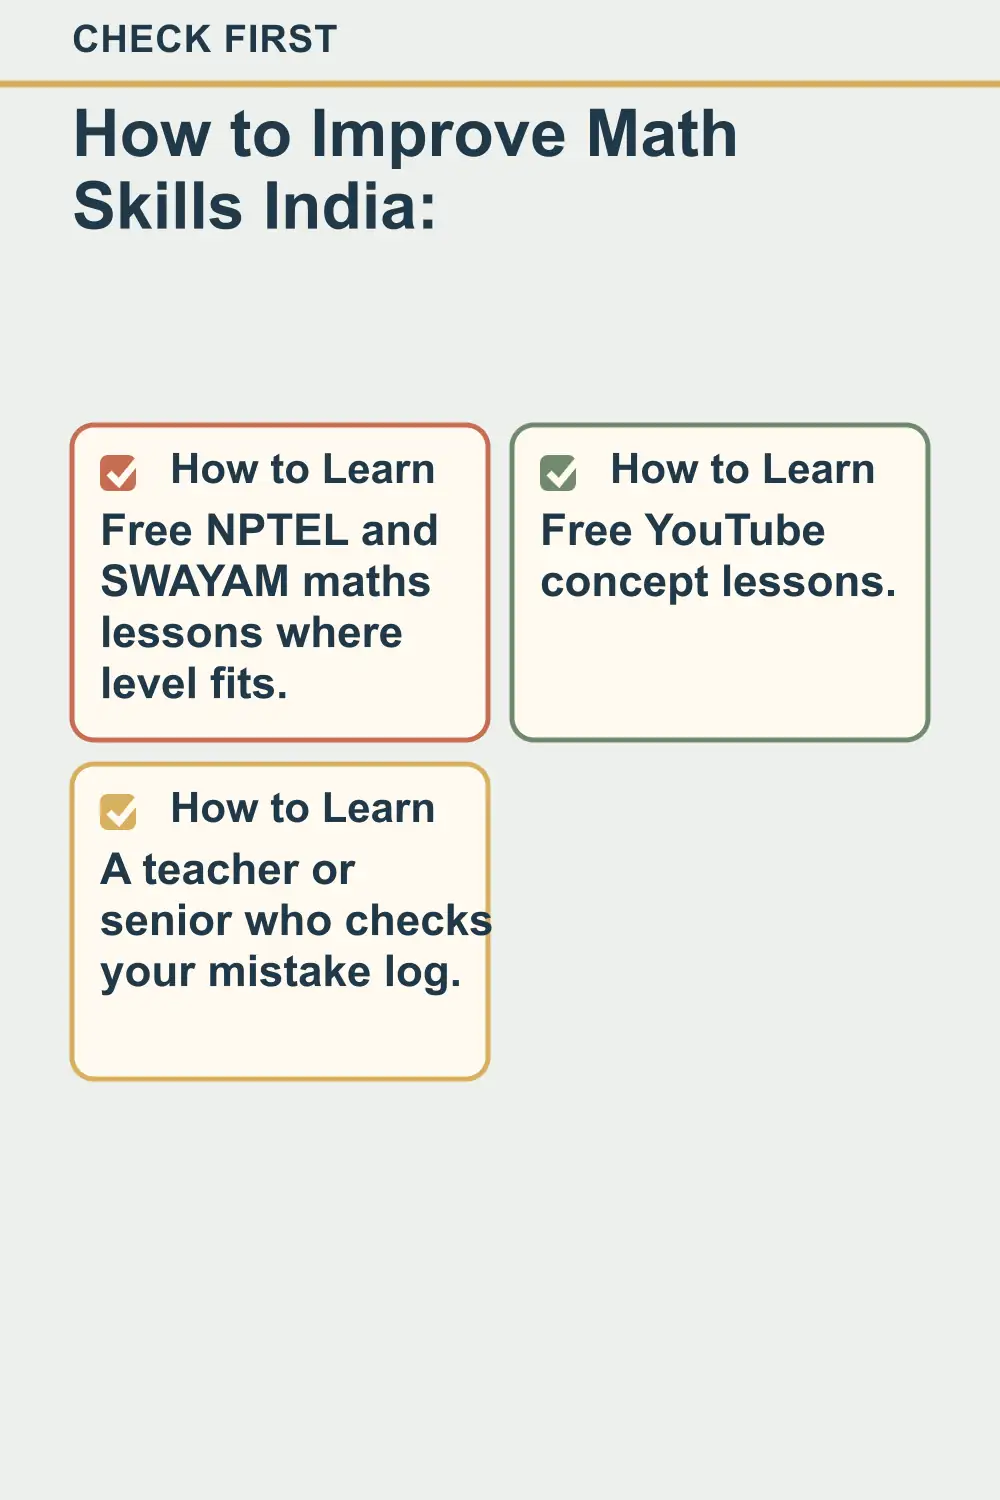 CHECK FIRST
How to Improve Math
Skills India:
How to Learn
Free NPTEL and
SWAYAM maths
lessons where
level fits.
How to Learn
Free YouTube
concept lessons.
How to Learn
A teacher or
senior who checks
your mistake log.